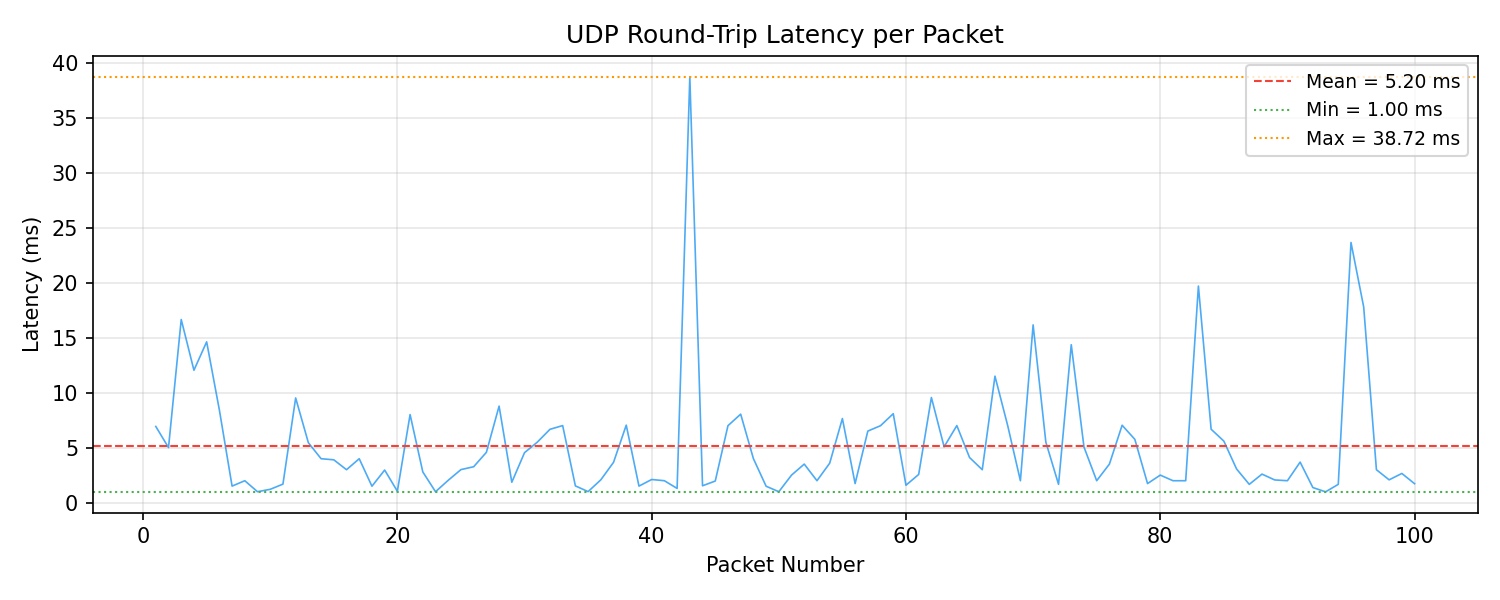 UDP Round-Trip Latency per Packet
Latency (ms)
40
35
30
25
20
15
10
5
0
Mean = 5.20 ms
Min = 1.00 ms
Max = 38.72 ms
0 20 40 60 80 100
Packet Number